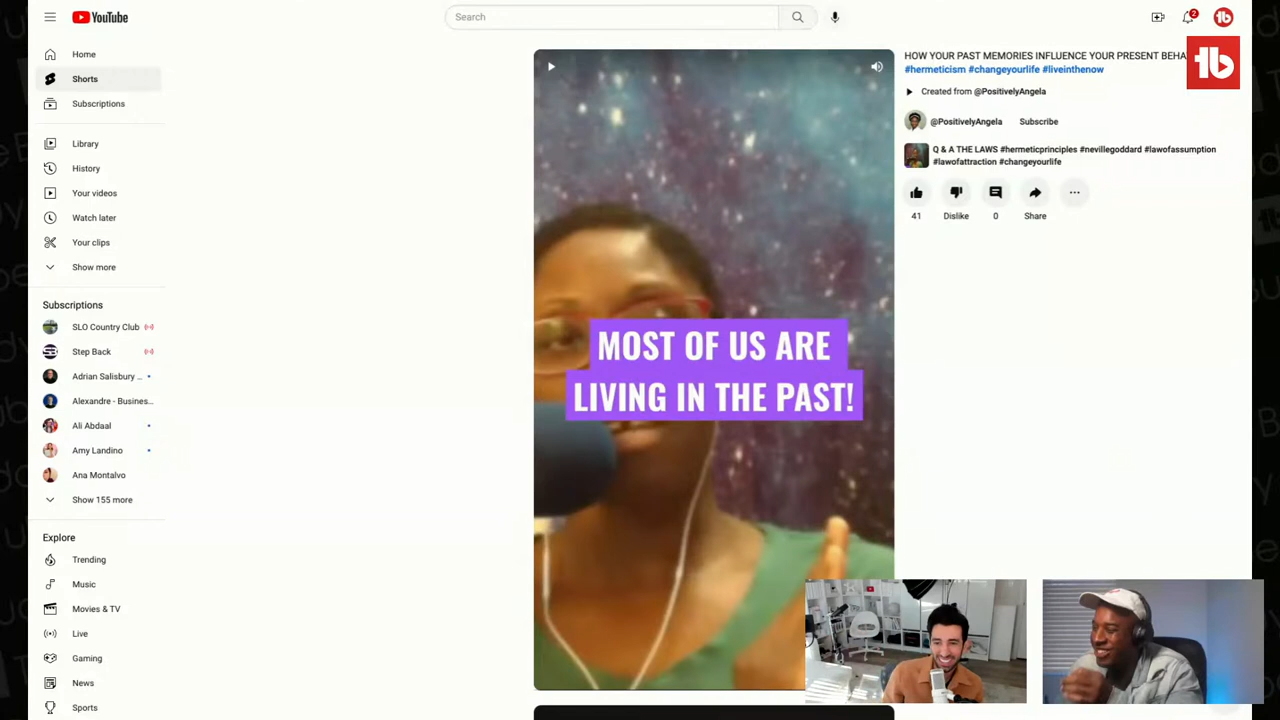 YouTube
Search
2
Home
Shorts
Subscriptions
Library
History
Your videos
Watch later
Your clips
Show more
Subscriptions
SLO Country Club
Step Back
Adrian Salisbury ...
Alexandre - Busines...
Ali Abdaal
Amy Landino
Ana Montalvo
Show 155 more
Explore
Trending
Music
Movies & TV
Live
Gaming
News
Sports
MOST OF US ARE
LIVING IN THE PAST!
HOW YOUR PAST MEMORIES INFLUENCE YOUR PRESENT BEHA
#hermeticism #changeyourlife #liveinthenow
Created from @PositivelyAngela
@PositivelyAngela Subscribe
Q & A THE LAWS #hermeticprinciples #nevillegoddard #lawofassumption
#lawofattraction #changeyourlife
41 Dislike 0 Share
tb